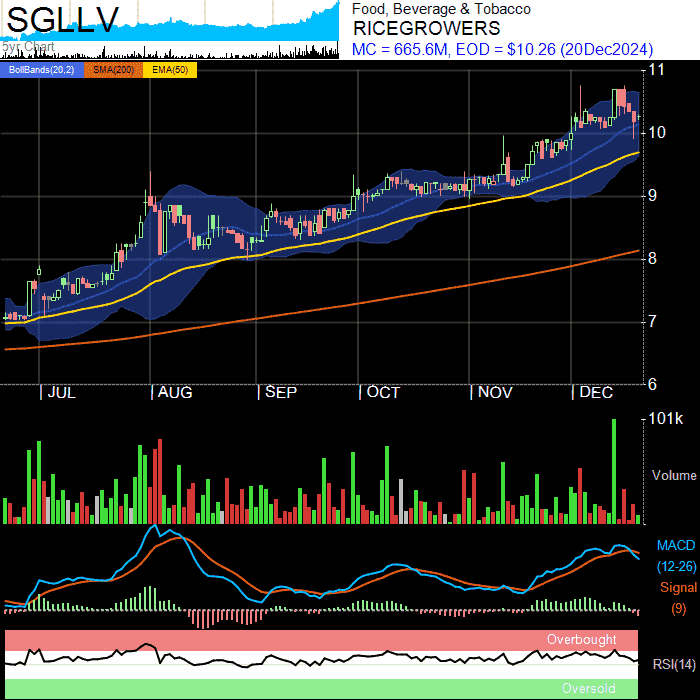 SGLLV
5yr Chart
Food, Beverage & Tobacco
RICEGROWERS
MC = 665.6M, EOD = $10.26 (20Dec2024)
BollBands(20,2) SMA(200) EMA(50)
11
10
9
8
7
6
JUL AUG SEP OCT NOV DEC
101k
Volume
MACD
(12-26)
Signal
(9)
Overbought
RSI(14)
Oversold